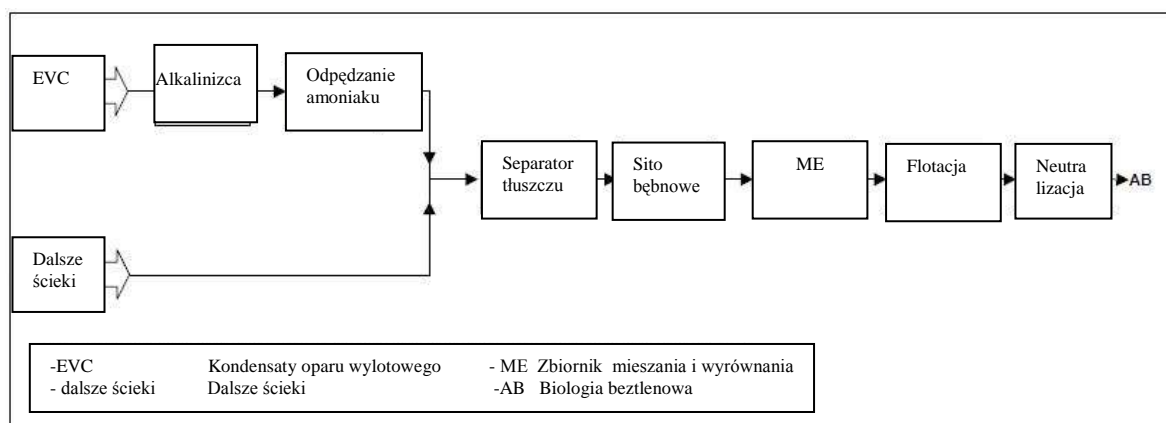 EVC
Alkalinizca
Odpędzanie
amoniaku
Separator
tłuszczu
Sito
bębnowe
ME
Flotacja
Neutra
lizacja
AB
Dalsze
ścieki
-EVC Kondensaty oparu wylotowego - ME Zbiornik mieszania i wyrównania
- dalsze ścieki Dalsze ścieki -AB Biologia beztlenowa